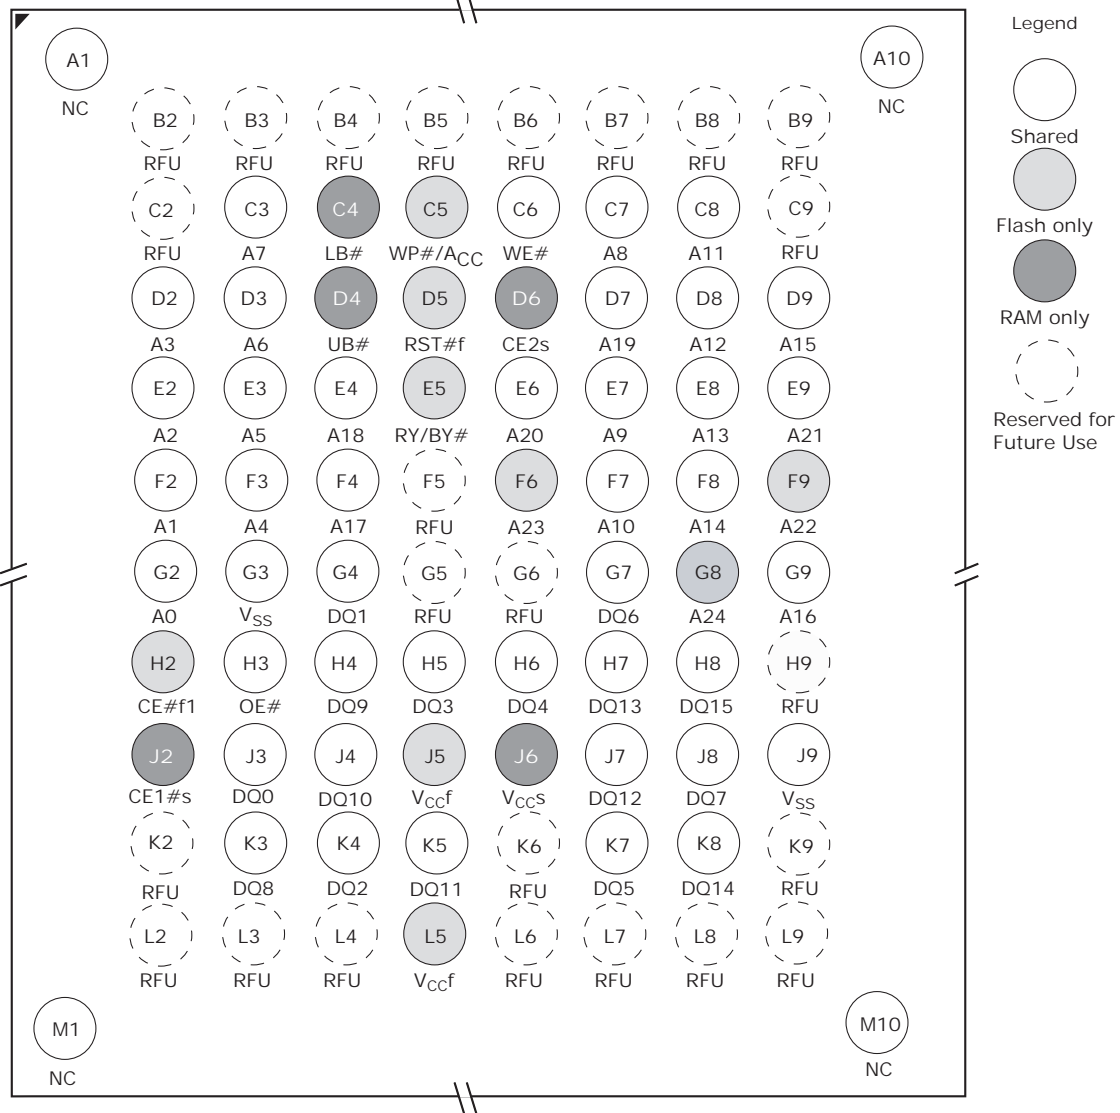 Legend
A1
A10
NC
NC
Shared
Flash only
RAM only
Reserved for
Future Use
B2 B3 B4 B5 B6 B7 B8 B9
RFU RFU RFU RFU RFU RFU RFU RFU
C2 C3 C4 C5 C6 C7 C8 C9
RFU A7 LB# WP#/ACC WE# A8 A11 RFU
D2 D3 D4 D5 D6 D7 D8 D9
A3 A6 UB# RST#f CE2s A19 A12 A15
E2 E3 E4 E5 E6 E7 E8 E9
A2 A5 A18 RY/BY# A20 A9 A13 A21
F2 F3 F4 F5 F6 F7 F8 F9
A1 A4 A17 RFU A23 A10 A14 A22
G2 G3 G4 G5 G6 G7 G8 G9
A0 VSS DQ1 RFU RFU DQ6 A24 A16
H2 H3 H4 H5 H6 H7 H8 H9
CE#f1 OE# DQ9 DQ3 DQ4 DQ13 DQ15 RFU
J2 J3 J4 J5 J6 J7 J8 J9
CE1#s DQ0 DQ10 VCCf VCCs DQ12 DQ7 VSS
K2 K3 K4 K5 K6 K7 K8 K9
RFU DQ8 DQ2 DQ11 RFU DQ5 DQ14 RFU
L2 L3 L4 L5 L6 L7 L8 L9
RFU RFU RFU VCCf RFU RFU RFU RFU
M1 M10
NC NC